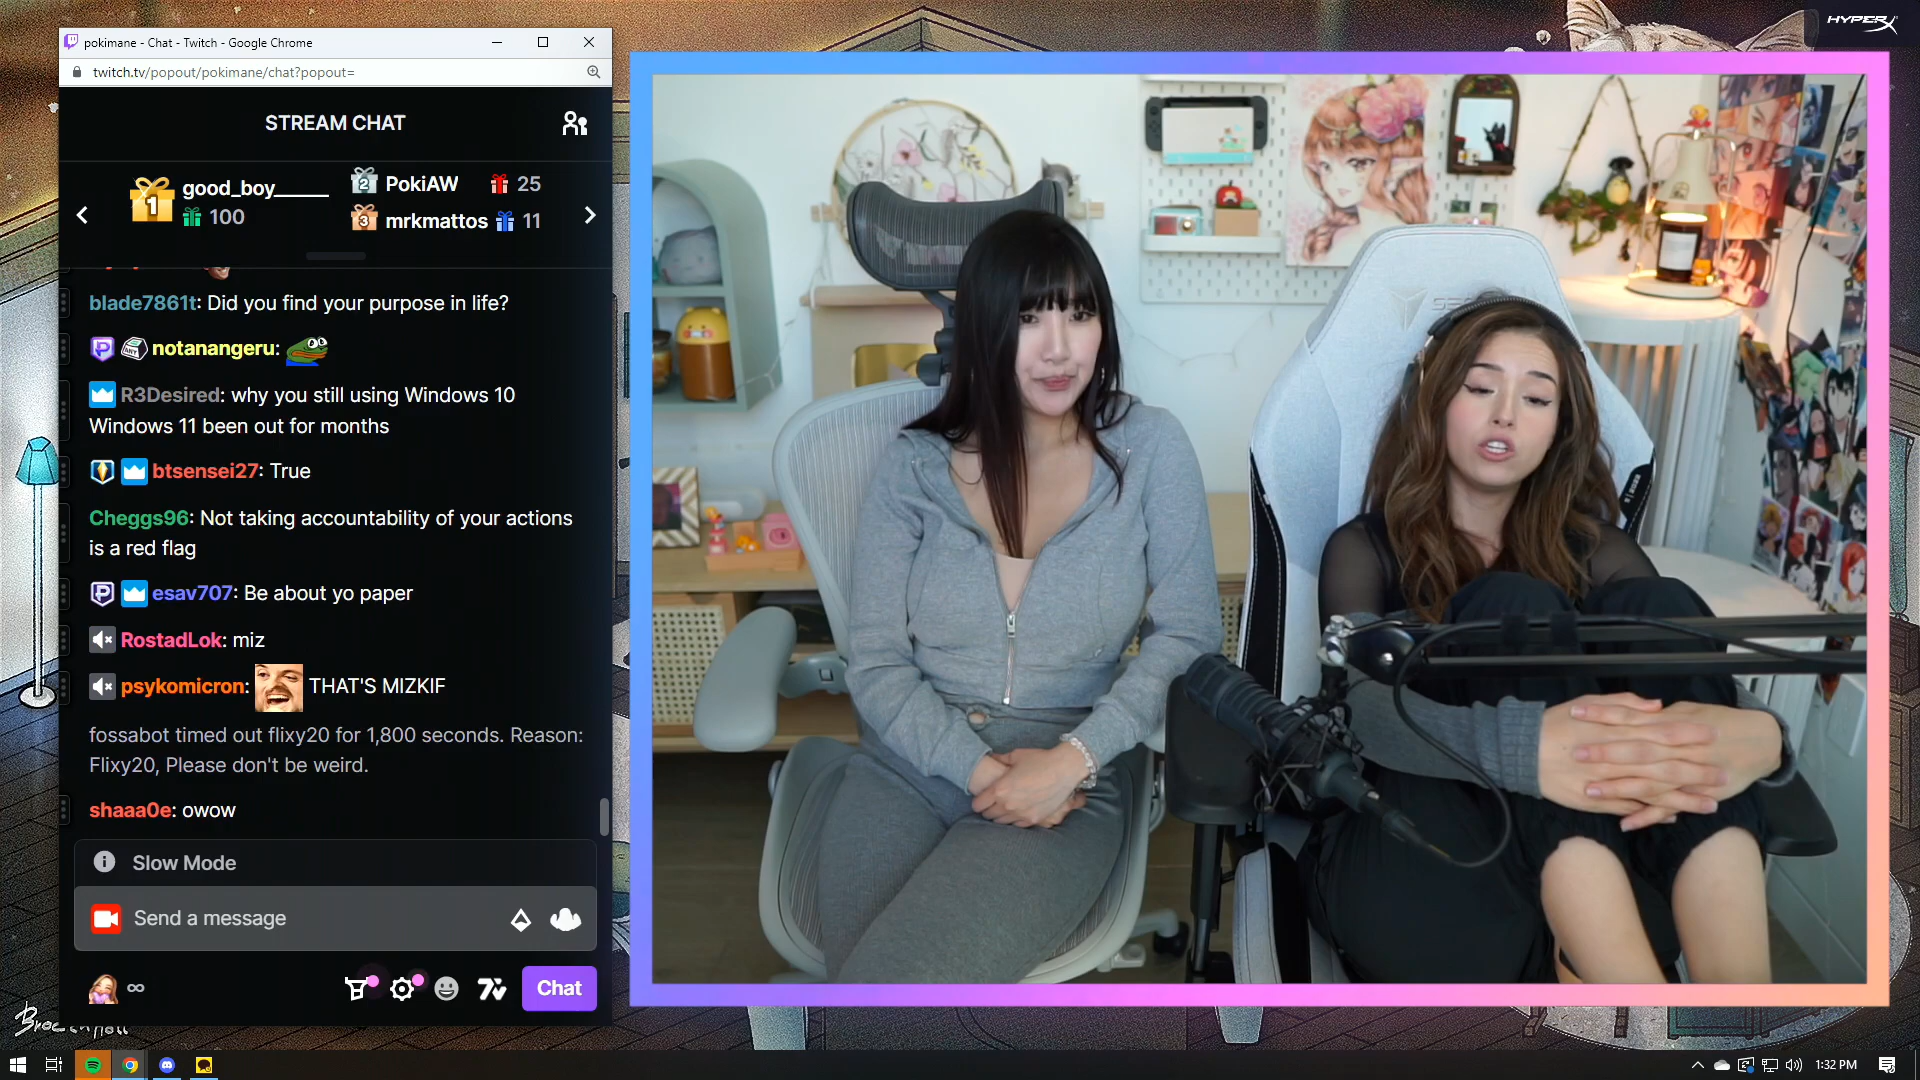 HYPERX
pokimane - Chat - Twitch - Google Chrome
twitch.tv/popout/pokimane/chat?popout=
STREAM CHAT
1 good_boy______ 100
2 PokiAW 25
3 mrkmattos 11
blade7861t: Did you find your purpose in life?
notanangeru:
R3Desired: why you still using Windows 10
Windows 11 been out for months
btsensei27: True
Cheggs96: Not taking accountability of your actions
is a red flag
esav707: Be about yo paper
RostadLok: miz
psykomicron: THAT'S MIZKIF
fossabot timed out flixy20 for 1,800 seconds. Reason:
Flixy20, Please don't be weird.
shaaa0e: owow
Slow Mode
Send a message
∞
Chat
1:32 PM